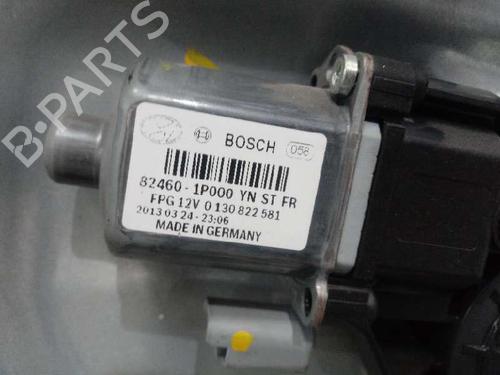 B-PARTS
BOSCH 058
82460-1P000 YN ST FR
FPG 12V 0 130 822 581
2013 03 24 - 23:06
MADE IN GERMANY